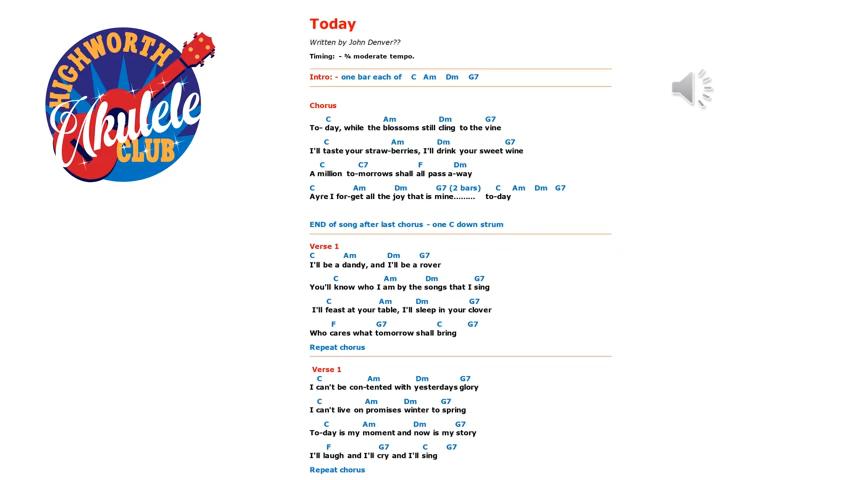 HIGHWORTH
Ukulele
CLUB
Today
Written by John Denver??
Timing: - ¾ moderate tempo.
Intro: - one bar each of C Am Dm G7
Chorus
C Am Dm G7
To- day, while the blossoms still cling to the vine
C Am Dm G7
I'll taste your straw-berries, I'll drink your sweet wine
C C7 F Dm
A million to-morrows shall all pass a-way
C Am Dm G7 (2 bars) C Am Dm G7
Ayre I for-get all the joy that is mine......... to-day
END of song after last chorus - one C down strum
Verse 1
C Am Dm G7
I'll be a dandy, and I'll be a rover
C Am Dm G7
You'll know who I am by the songs that I sing
C Am Dm G7
I'll feast at your table, I'll sleep in your clover
F G7 C G7
Who cares what tomorrow shall bring
Repeat chorus
Verse 1
C Am Dm G7
I can't be con-tented with yesterdays glory
C Am Dm G7
I can't live on promises winter to spring
C Am Dm G7
To-day is my moment and now is my story
F G7 C G7
I'll laugh and I'll cry and I'll sing
Repeat chorus